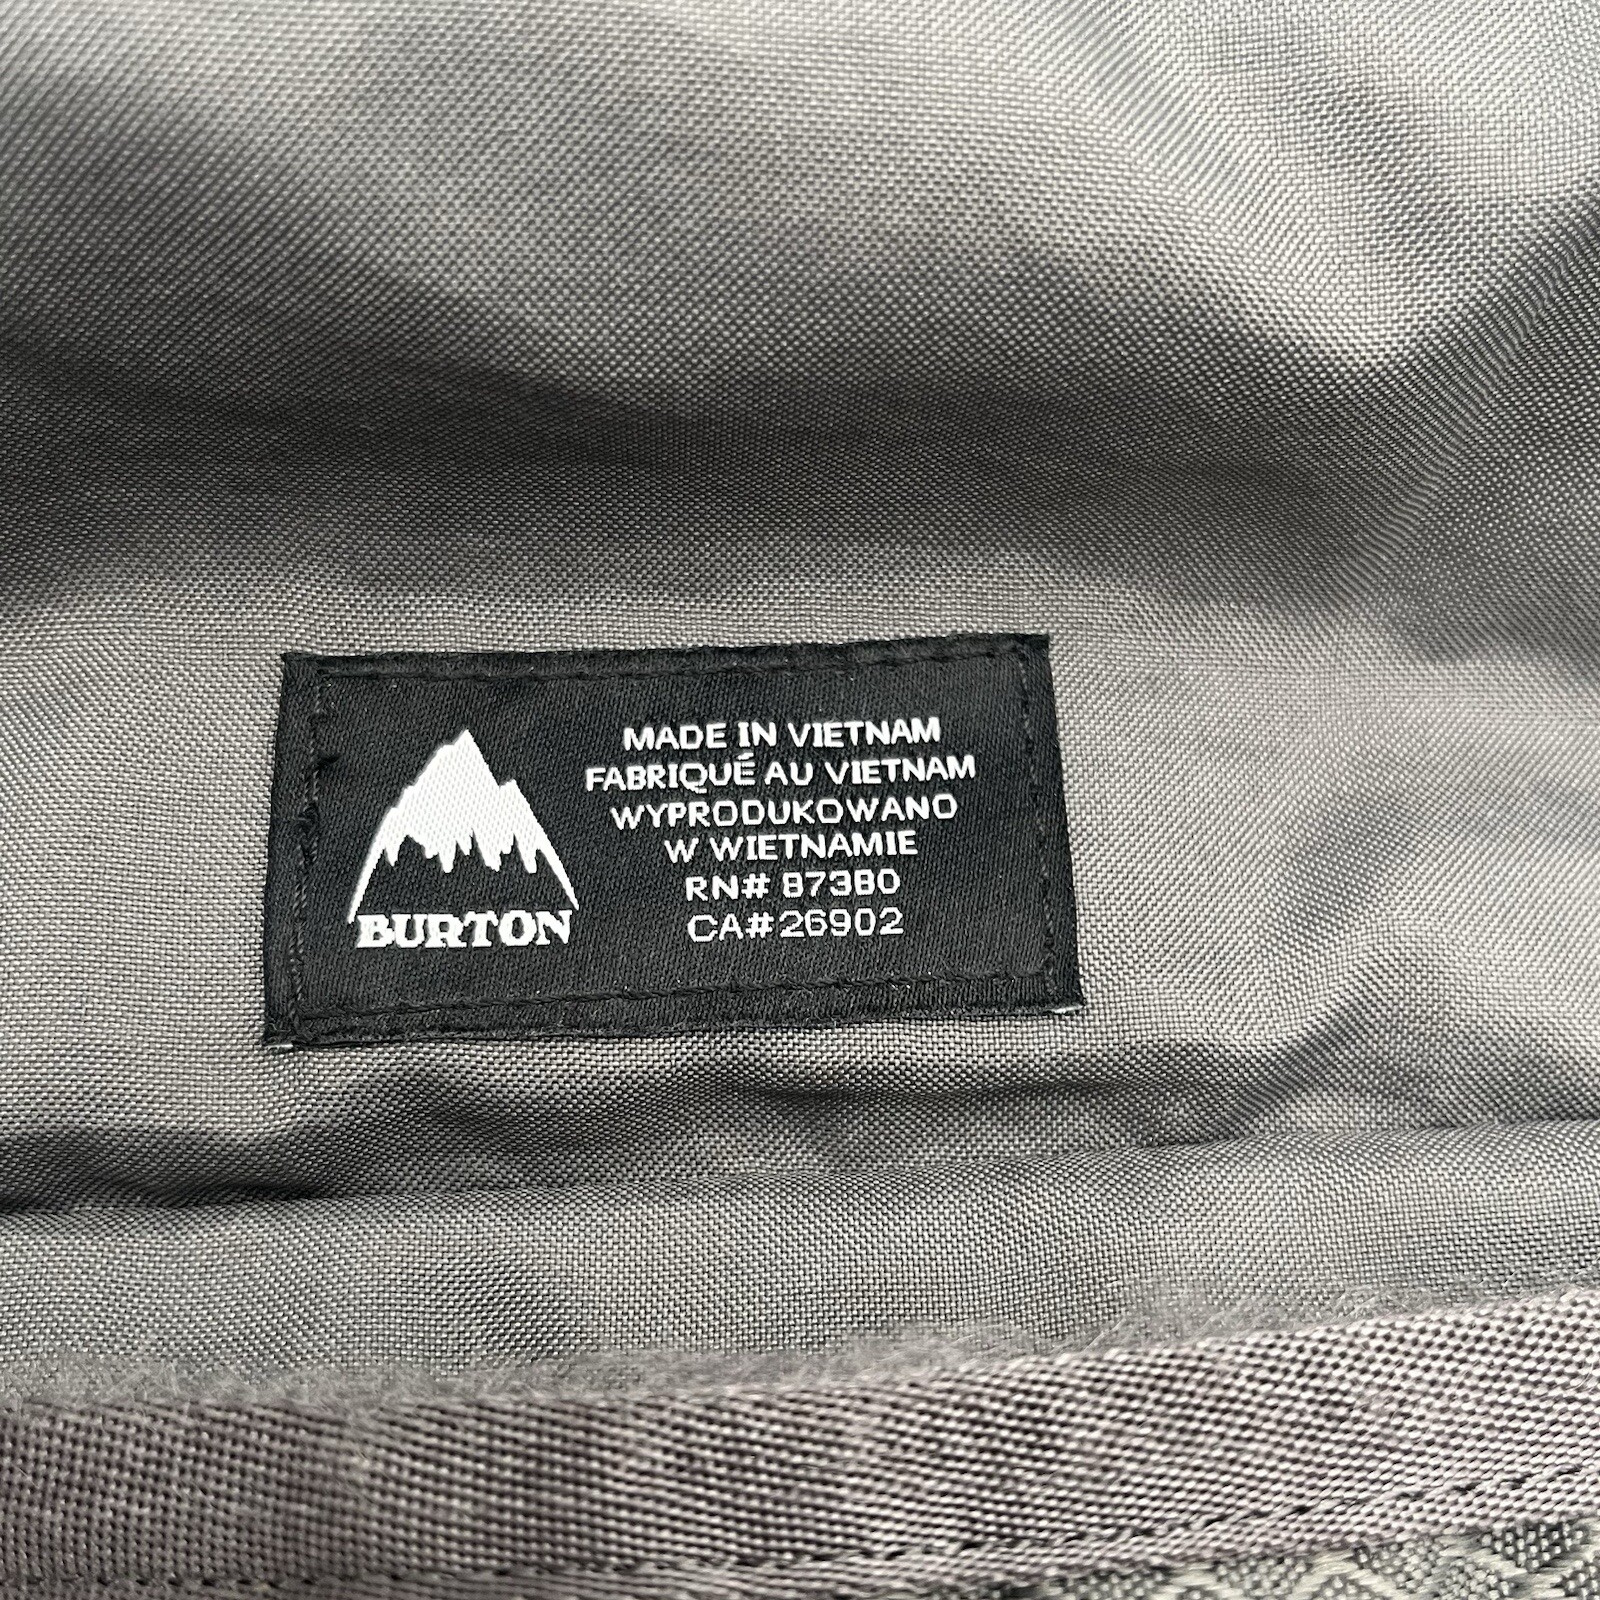 MADE IN VIETNAM
FABRIQUÉ AU VIETNAM
WYPRODUKOWANO
W WIETNAMIE
RN# 87380
CA#26902
BURTON